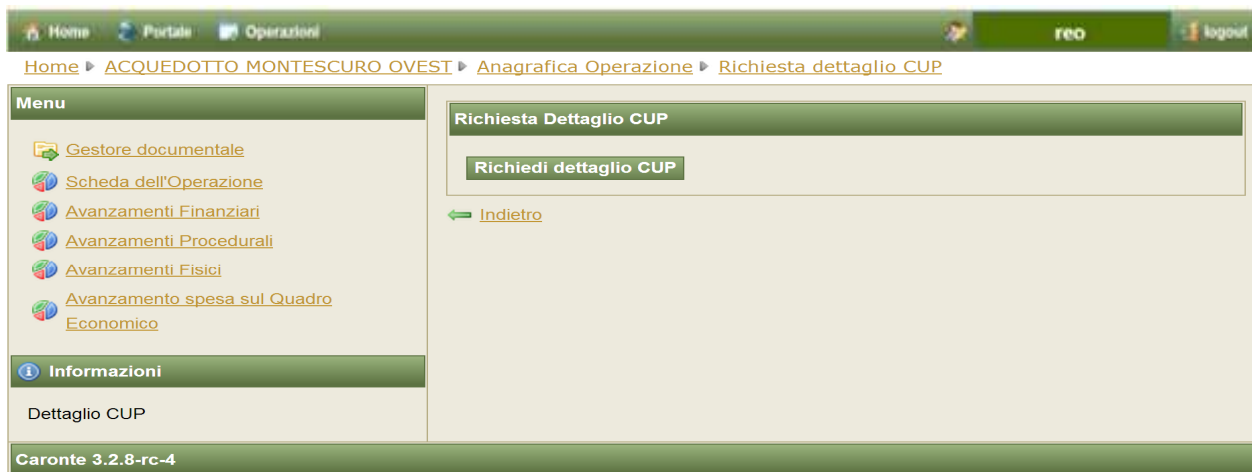 Home Portale Operazioni reo logout
Home ACQUEDOTTO MONTESCURO OVEST Anagrafica Operazione Richiesta dettaglio CUP
Menu
Gestore documentale
Scheda dell'Operazione
Avanzamenti Finanziari
Avanzamenti Procedurali
Avanzamenti Fisici
Avanzamento spesa sul Quadro
Economico
Informazioni
Dettaglio CUP
Richiesta Dettaglio CUP
Richiedi dettaglio CUP
Indietro
Caronte 3.2.8-rc-4